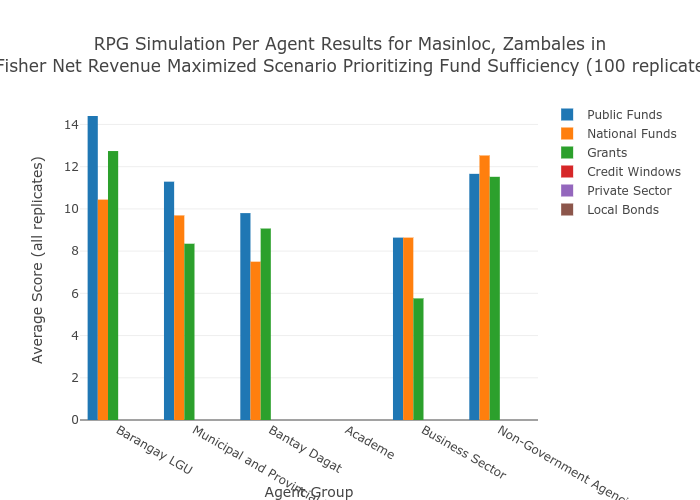 RPG Simulation Per Agent Results for Masinloc, Zambales in
Fisher Net Revenue Maximized Scenario Prioritizing Fund Sufficiency (100 replicate
Public Funds
National Funds
Grants
Credit Windows
Private Sector
Local Bonds
Average Score (all replicates)
14
12
10
8
6
4
2
0
Barangay LGU
Municipal and Provincial
Bantay Dagat
Academe
Business Sector
Non-Government Agenci
Agent Group